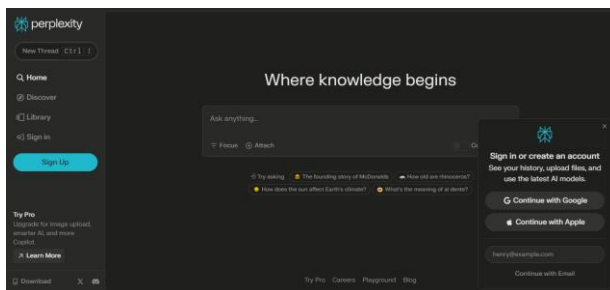 perplexity
New Thread Ctrl I
Home
Discover
Library
Sign in
Sign Up
Try Pro
Upgrade for image upload,
smarter AI, and more
Copilot.
Learn More
Download
Where knowledge begins
Ask anything...
Focus Attach
Try asking The founding story of McDonalds How old are rhinoceros?
How does the sun affect Earth's climate? What's the meaning of al dente?
Try Pro Careers Playground Blog
Sign in or create an account
See your history, upload files, and
use the latest AI models.
Continue with Google
Continue with Apple
henry@example.com
Continue with Email